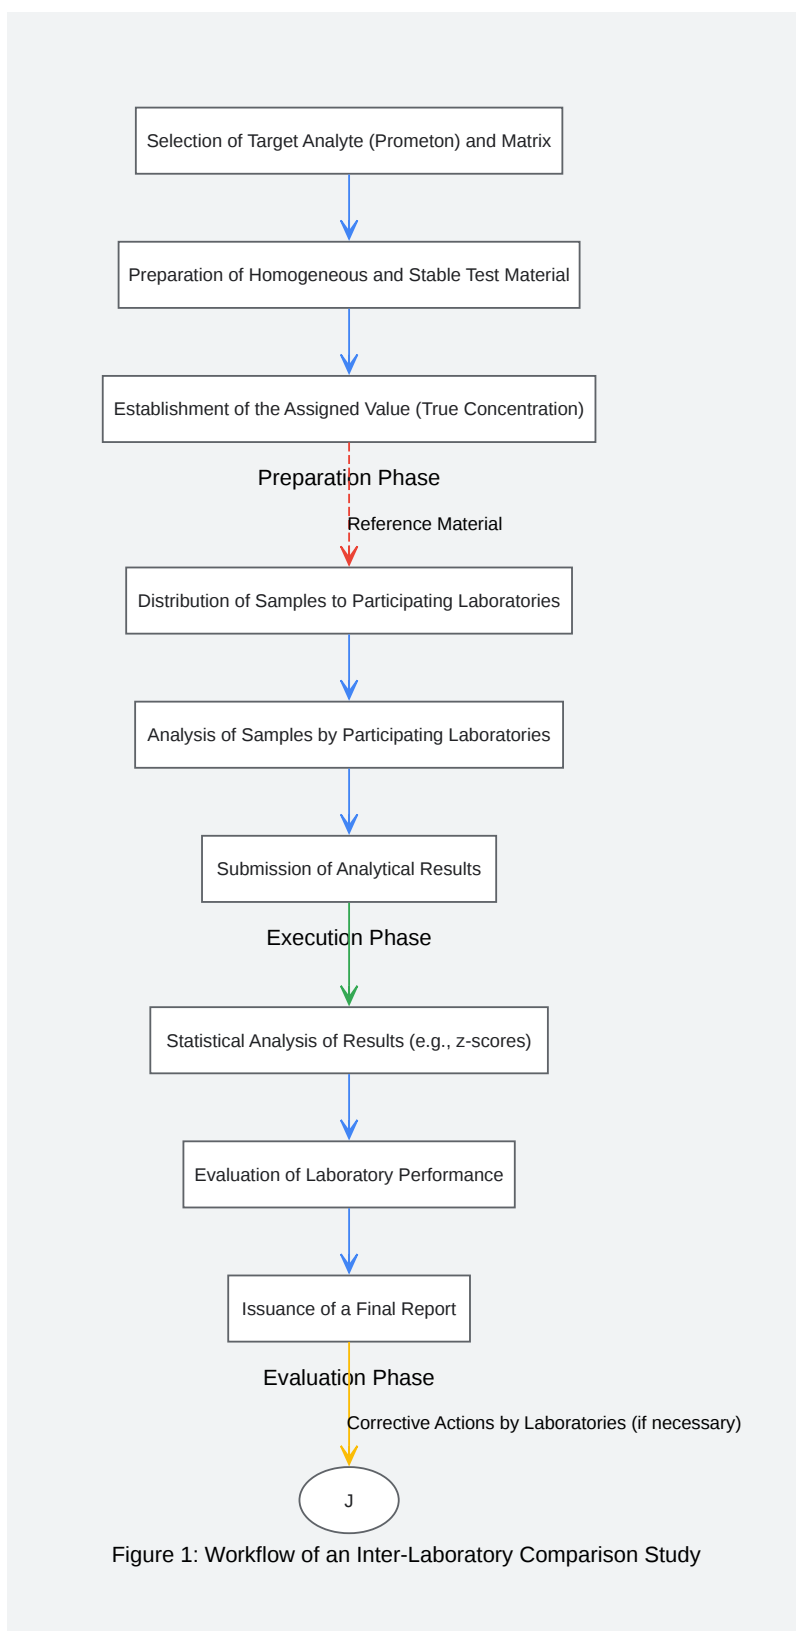 Selection of Target Analyte (Prometon) and Matrix
Preparation of Homogeneous and Stable Test Material
Establishment of the Assigned Value (True Concentration)
Preparation Phase
Reference Material
Distribution of Samples to Participating Laboratories
Analysis of Samples by Participating Laboratories
Submission of Analytical Results
Execution Phase
Statistical Analysis of Results (e.g., z-scores)
Evaluation of Laboratory Performance
Issuance of a Final Report
Evaluation Phase
Corrective Actions by Laboratories (if necessary)
J
Figure 1: Workflow of an Inter-Laboratory Comparison Study